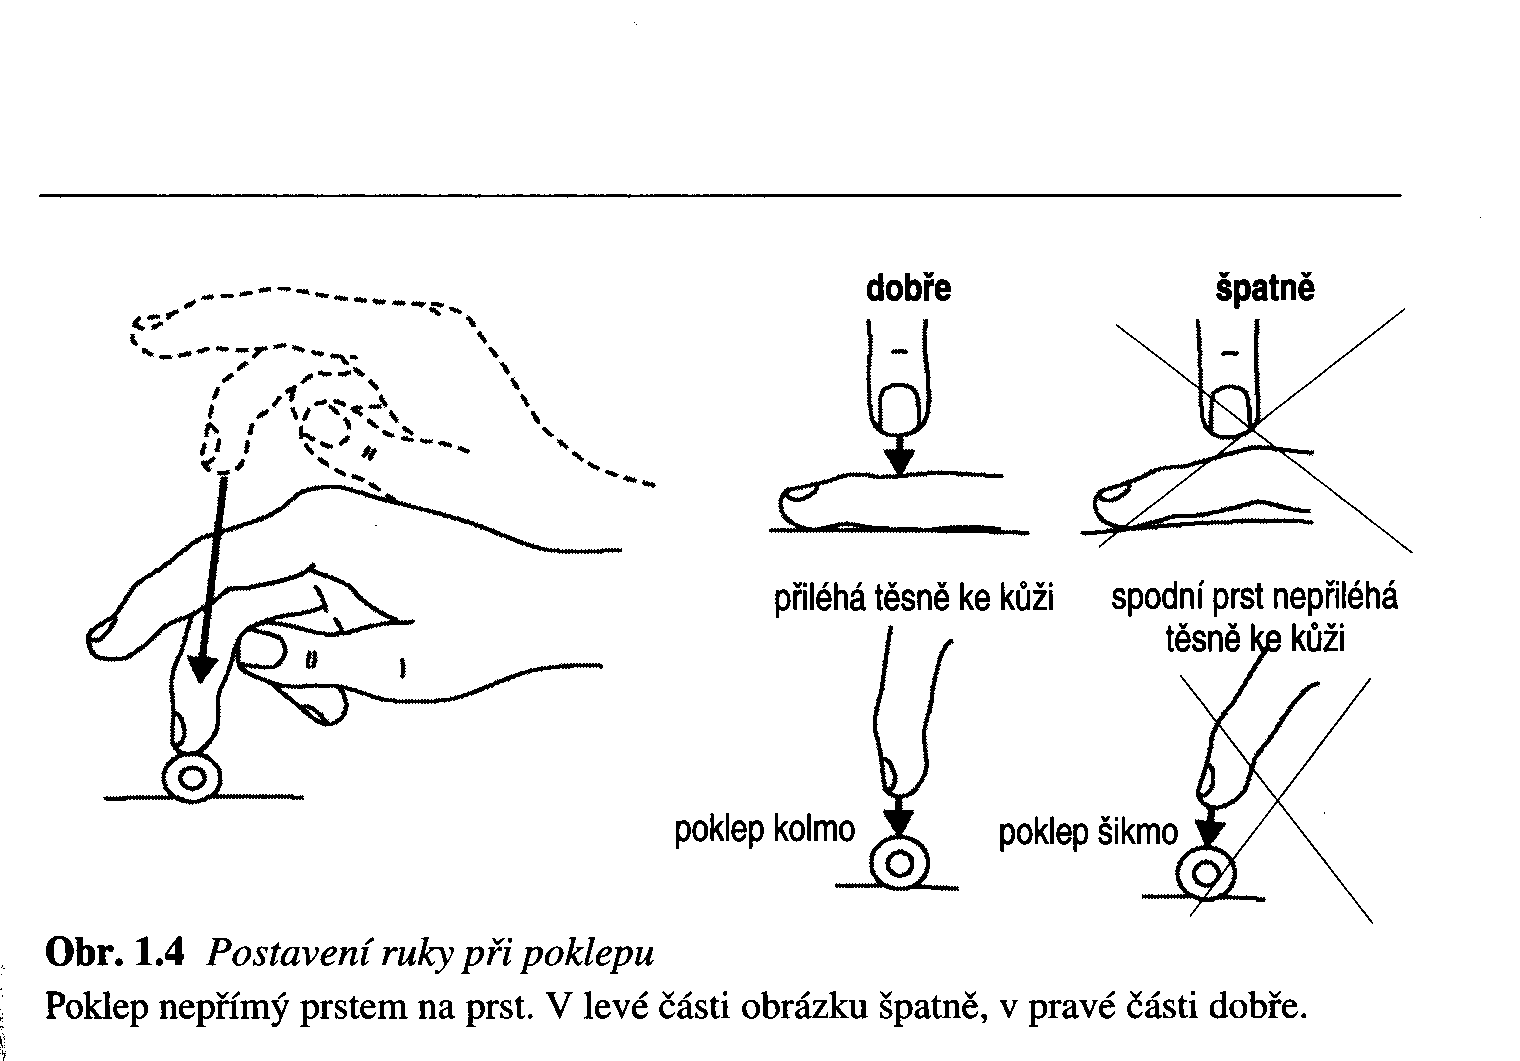 dobře
špatně
přiléhá těsně ke kůži
spodní prst nepřiléhá
těsně ke kůži
poklep kolmo
poklep šikmo
Obr. 1.4 Postavení ruky při poklepu
Poklep nepřímý prstem na prst. V levé části obrázku špatně, v pravé části dobře.